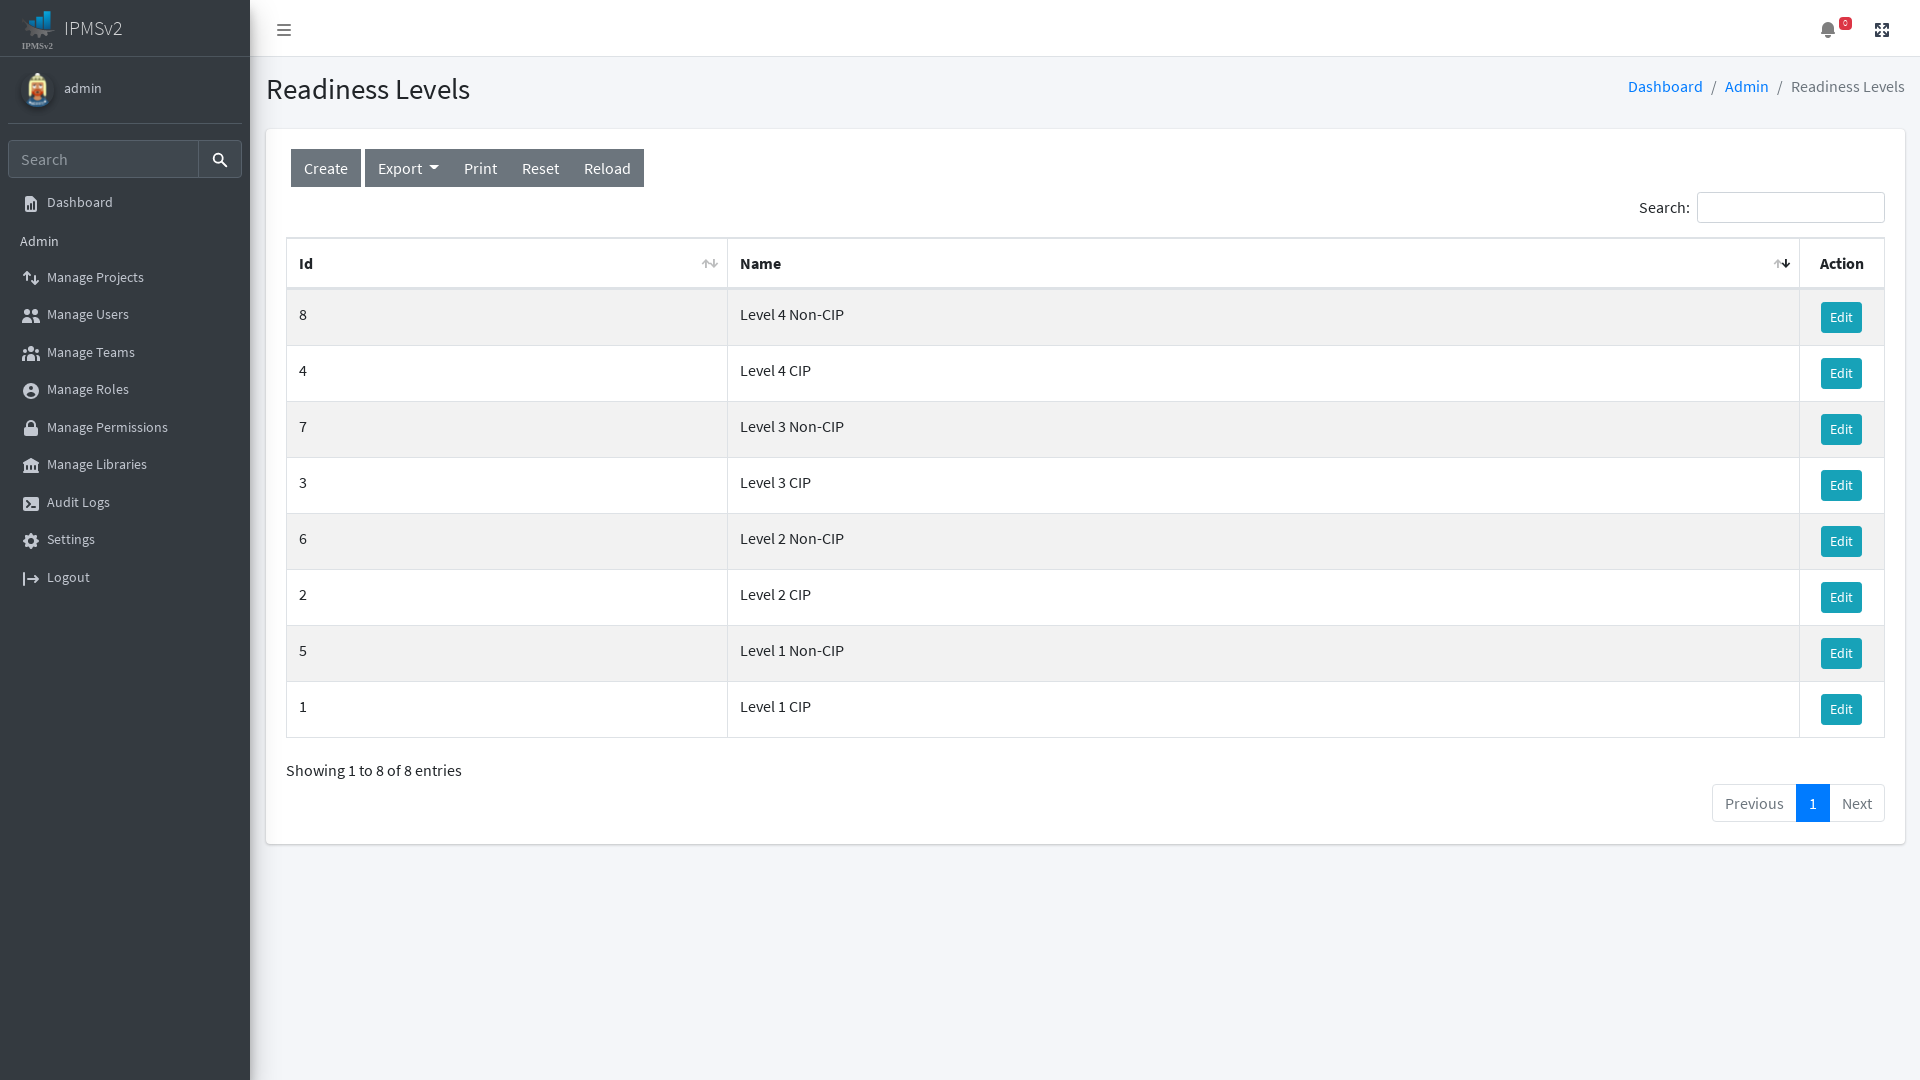 IPMSv2
IPMSv2
0
admin
Search
Dashboard
Admin
Manage Projects
Manage Users
Manage Teams
Manage Roles
Manage Permissions
Manage Libraries
Audit Logs
Settings
Logout
Readiness Levels
Dashboard / Admin / Readiness Levels
Create Export Print Reset Reload
Search:
Id Name Action
8 Level 4 Non-CIP Edit
4 Level 4 CIP Edit
7 Level 3 Non-CIP Edit
3 Level 3 CIP Edit
6 Level 2 Non-CIP Edit
2 Level 2 CIP Edit
5 Level 1 Non-CIP Edit
1 Level 1 CIP Edit
Showing 1 to 8 of 8 entries
Previous 1 Next